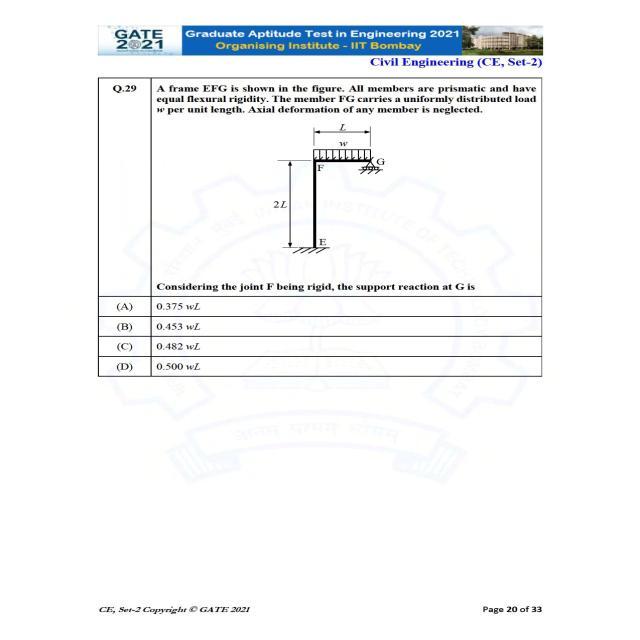 GATE
2021
Graduate Aptitude Test in Engineering 2021
Organising Institute - IIT Bombay
Civil Engineering (CE, Set-2)
Q.29
A frame EFG is shown in the figure. All members are prismatic and have
equal flexural rigidity. The member FG carries a uniformly distributed load
w per unit length. Axial deformation of any member is neglected.
L
w
F
G
2L
E
Considering the joint F being rigid, the support reaction at G is
(A) 0.375 wL
(B) 0.453 wL
(C) 0.482 wL
(D) 0.500 wL
CE, Set-2 Copyright © GATE 2021
Page 20 of 33